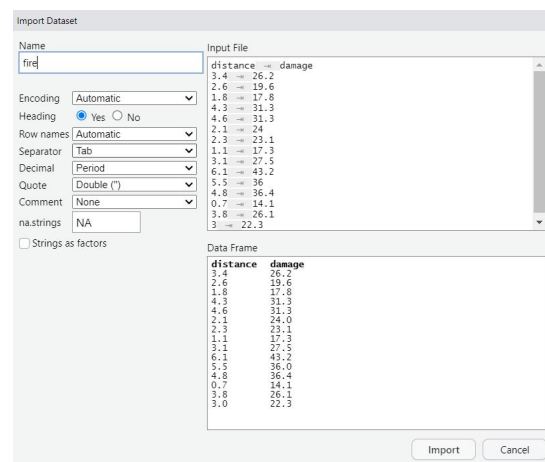 Import Dataset
Name
fire
Encoding Automatic
Heading Yes No
Row names Automatic
Separator Tab
Decimal Period
Quote Double (")
Comment None
na.strings NA
Strings as factors
Input File
distance ⇥ damage
3.4 ⇥ 26.2
2.6 ⇥ 19.6
1.8 ⇥ 17.8
4.3 ⇥ 31.3
4.6 ⇥ 31.3
2.1 ⇥ 24
2.3 ⇥ 23.1
1.1 ⇥ 17.3
3.1 ⇥ 27.5
6.1 ⇥ 43.2
5.5 ⇥ 36
4.8 ⇥ 36.4
0.7 ⇥ 14.1
3.8 ⇥ 26.1
3 ⇥ 22.3
Data Frame
distance damage
3.4 26.2
2.6 19.6
1.8 17.8
4.3 31.3
4.6 31.3
2.1 24.0
2.3 23.1
1.1 17.3
3.1 27.5
6.1 43.2
5.5 36.0
4.8 36.4
0.7 14.1
3.8 26.1
3.0 22.3
Import Cancel